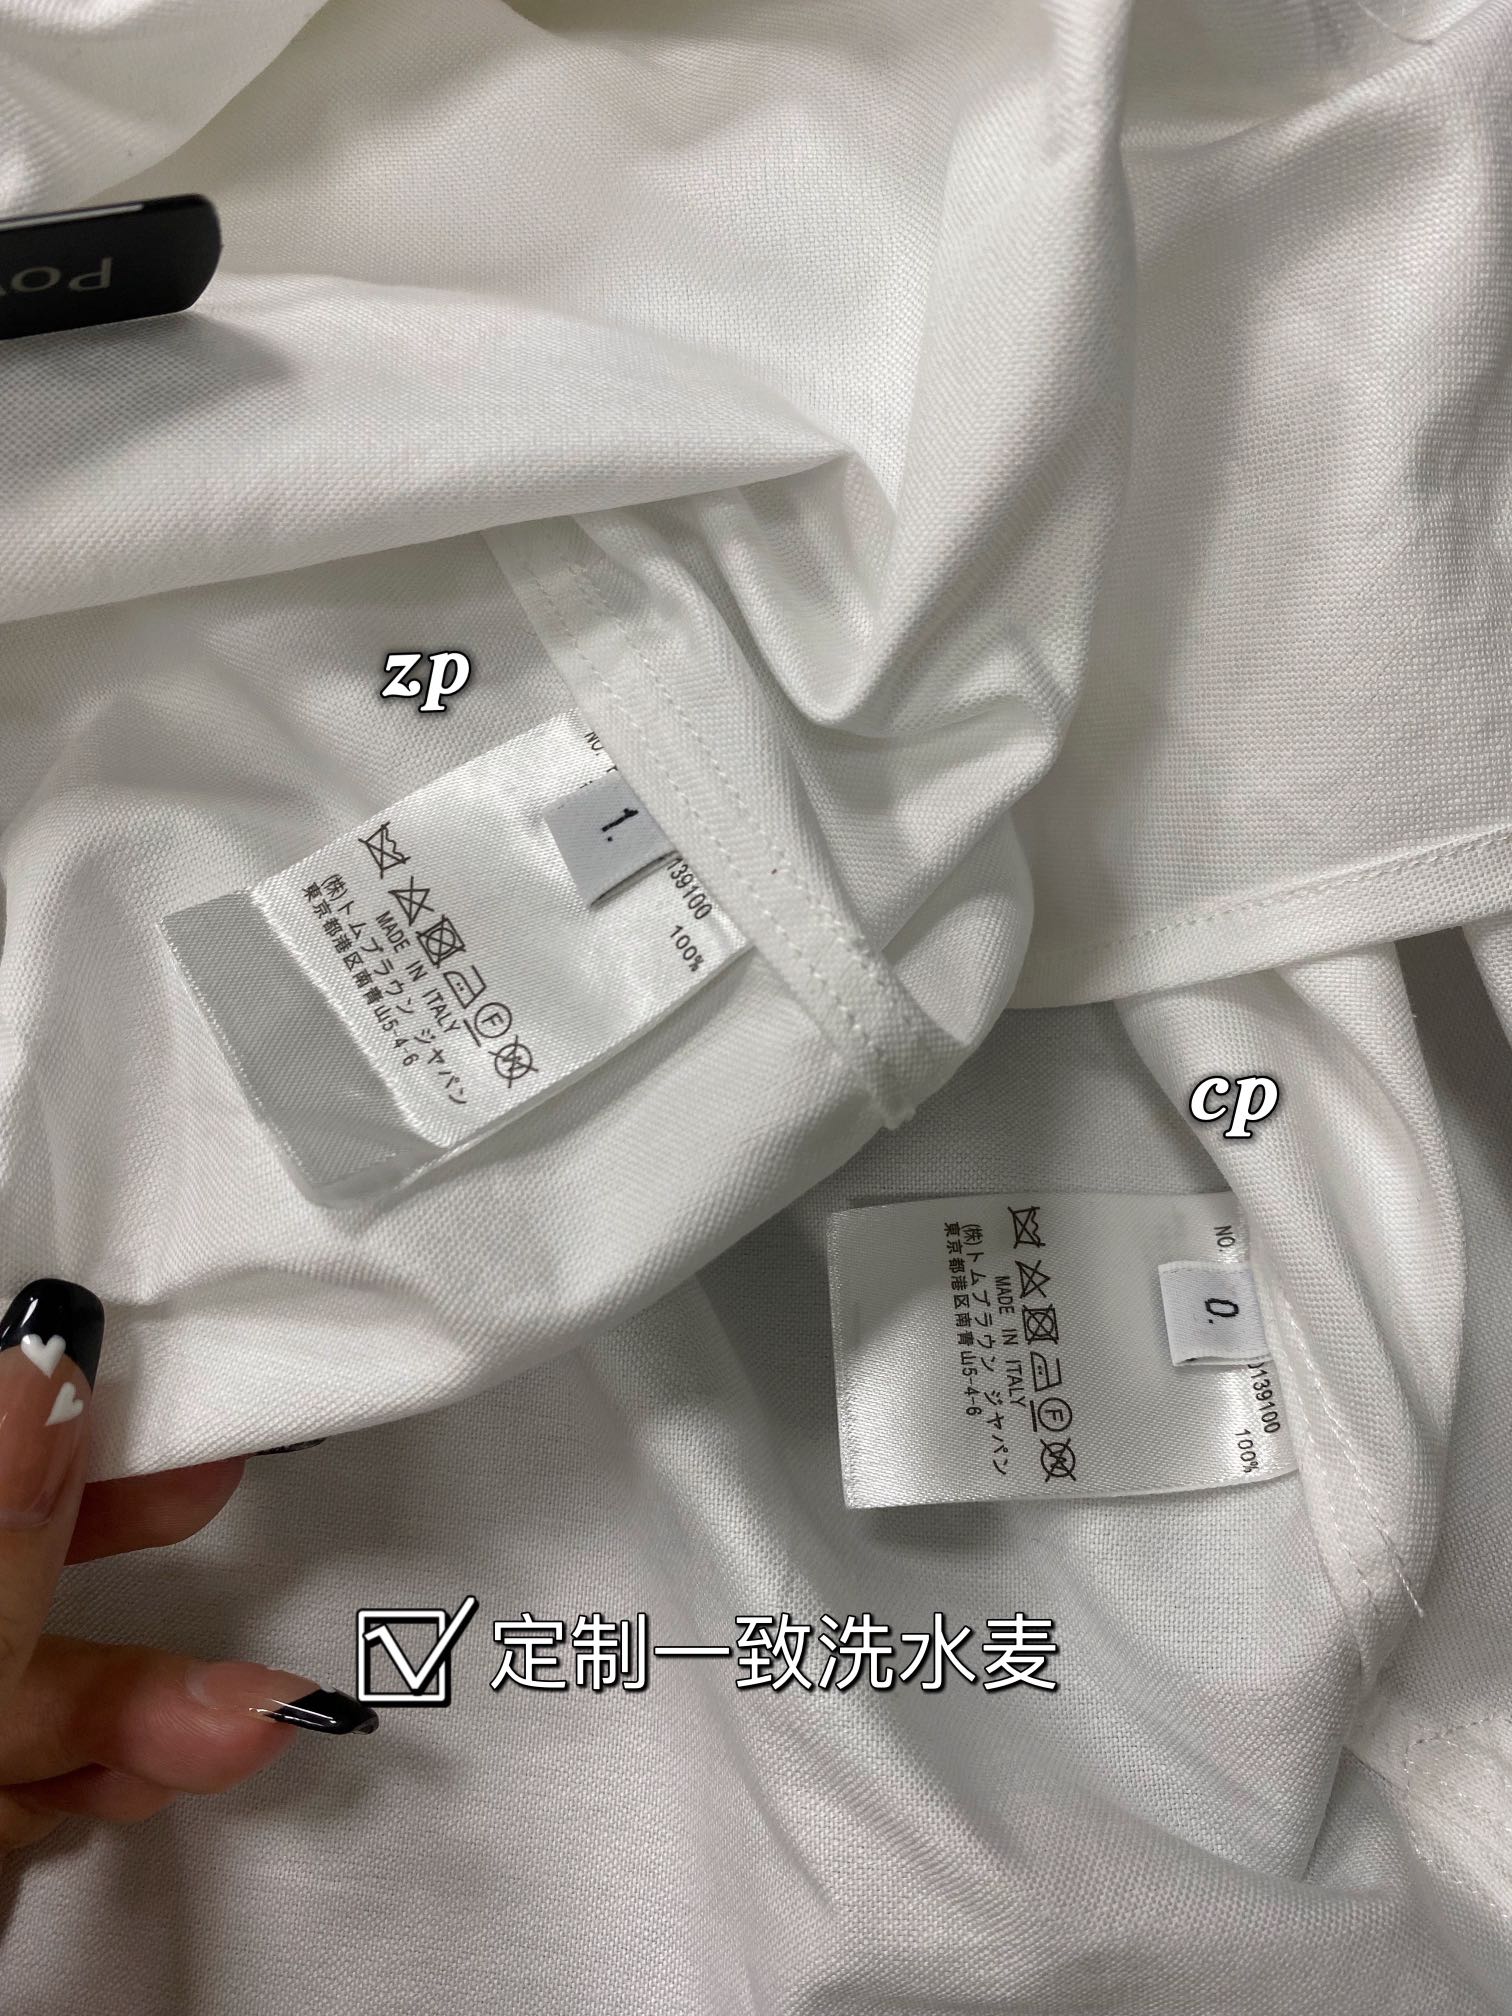 Po
zp
NO.
1.
139100
100%
MADE IN ITALY
(株)トムブラウン ジャパン
東京都港区南青山5-4-6
cp
NO.
0.
139100
100%
MADE IN ITALY
(株)トムブラウン ジャパン
東京都港区南青山5-4-6
定制一致洗水麦